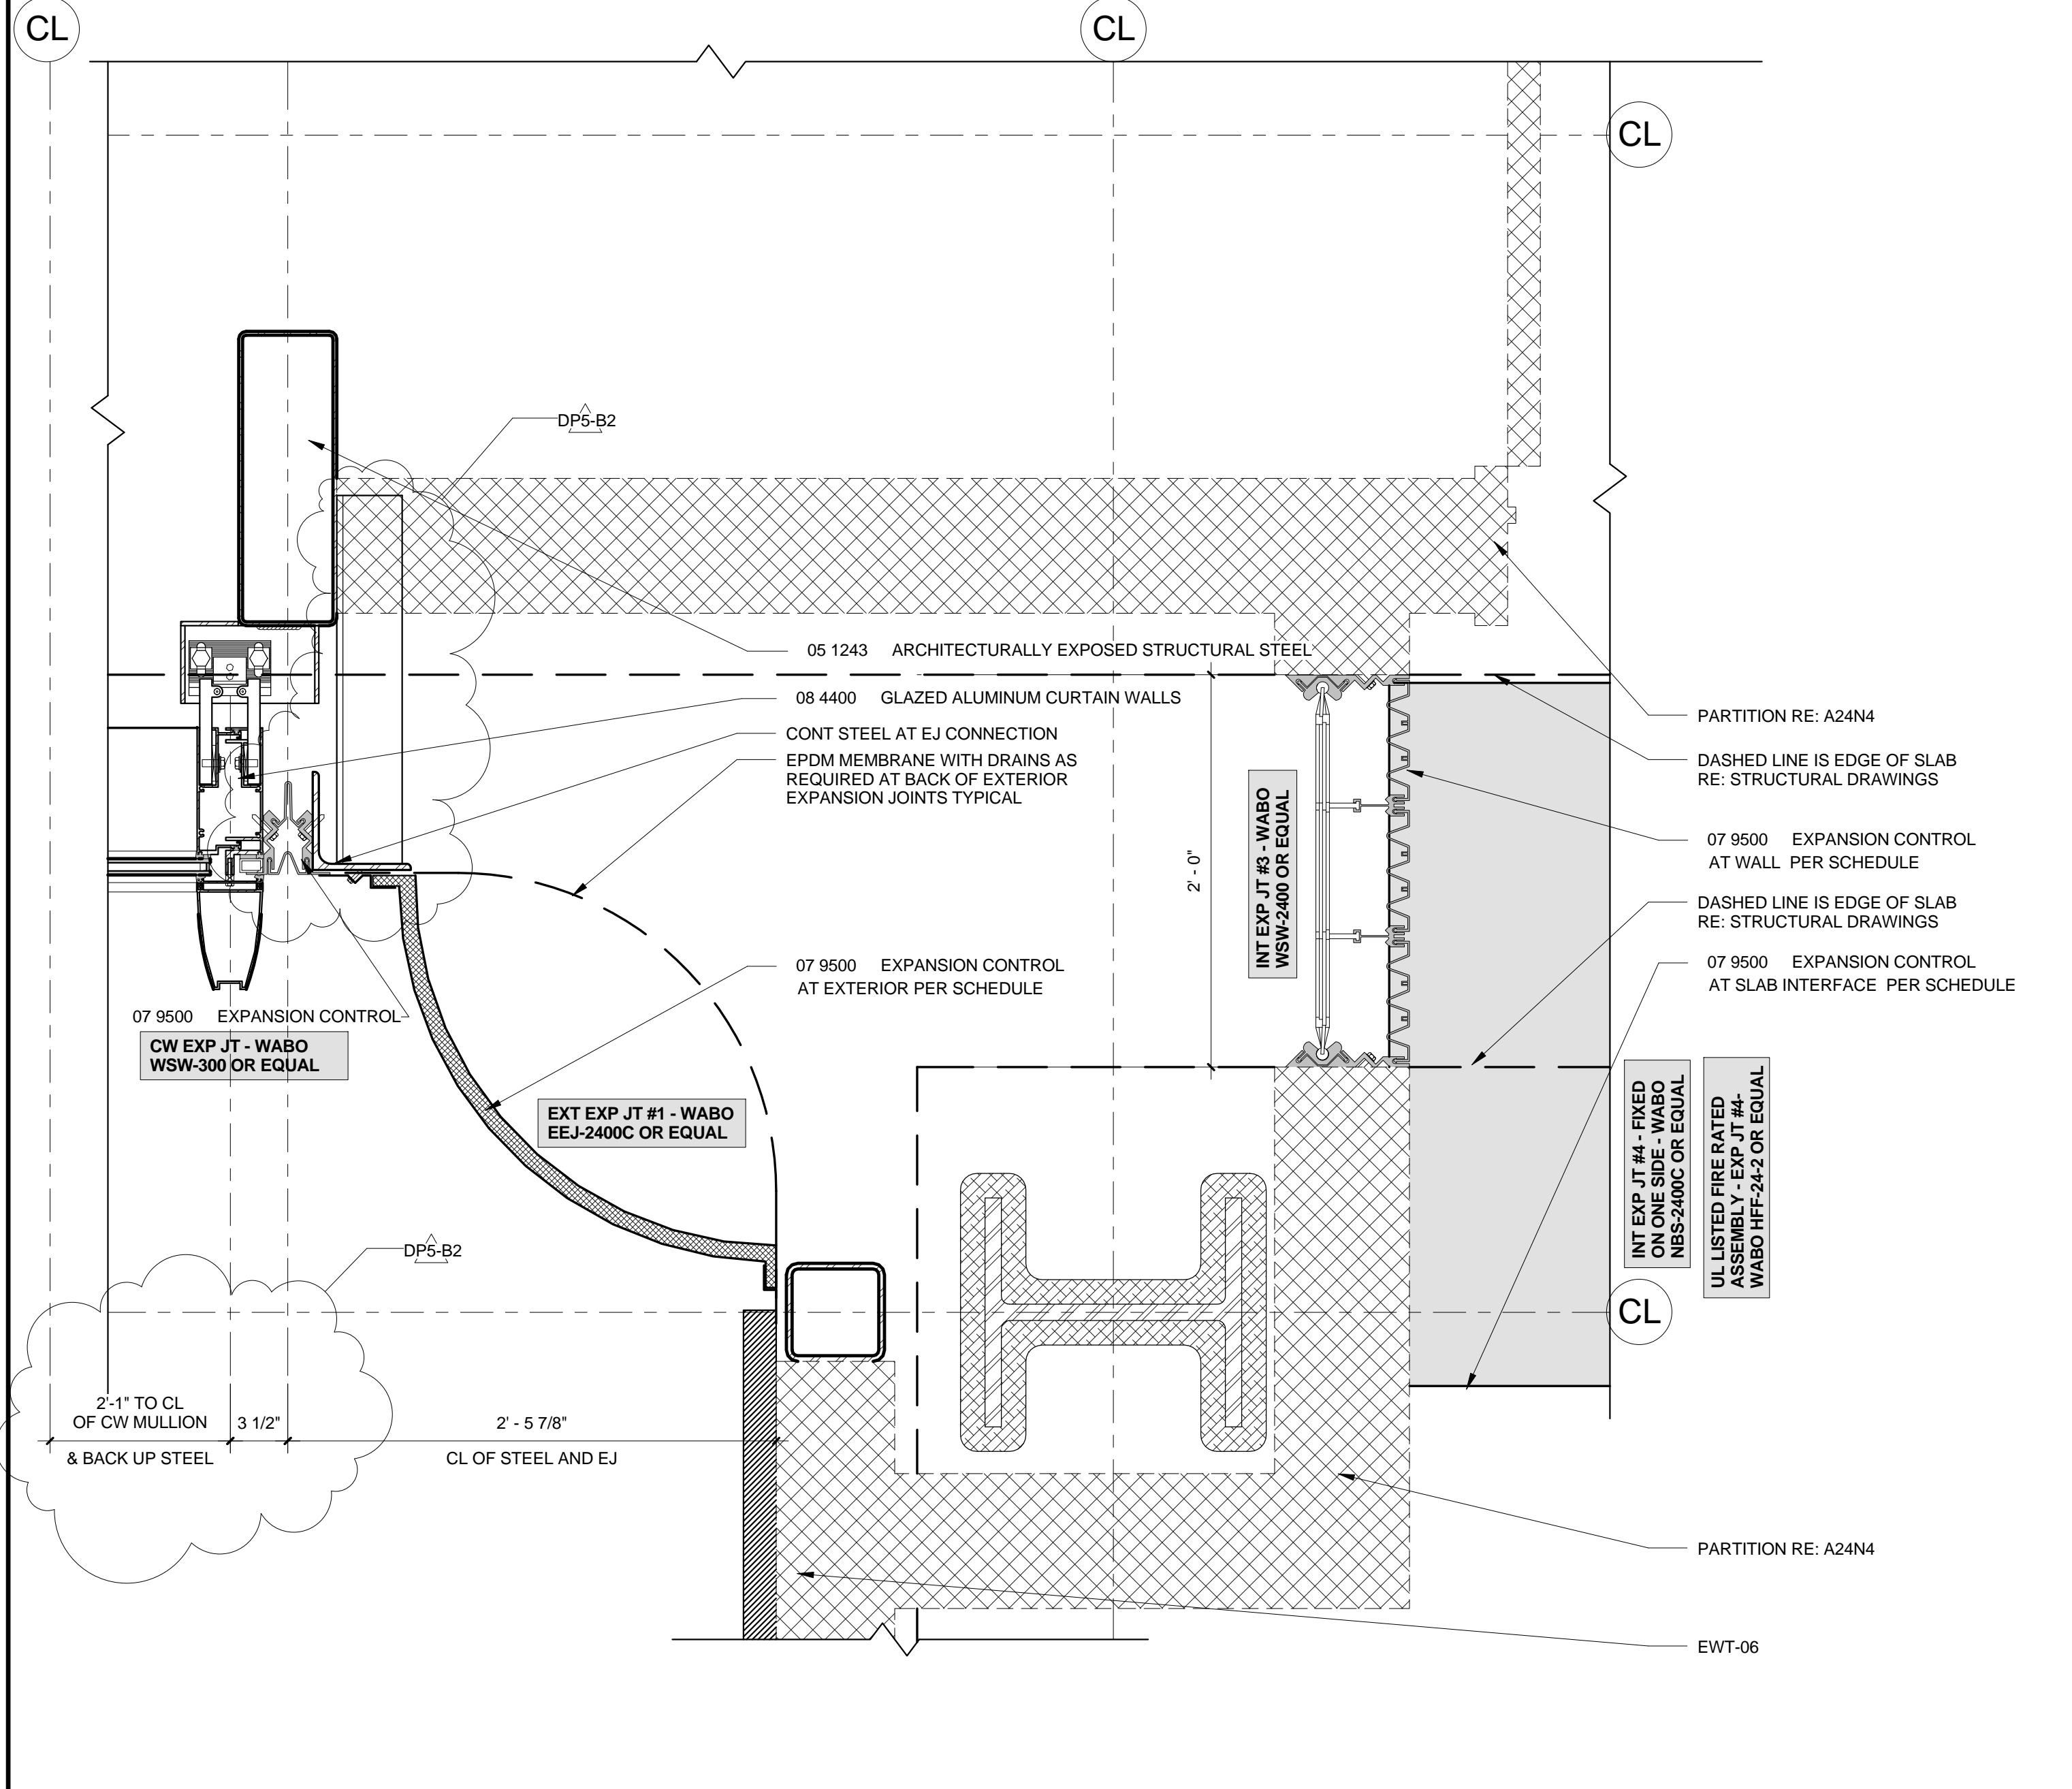 CL
CL
CL
DP5-B2
05 1243 ARCHITECTURALLY EXPOSED STRUCTURAL STEEL
08 4400 GLAZED ALUMINUM CURTAIN WALLS
CONT STEEL AT EJ CONNECTION
EPDM MEMBRANE WITH DRAINS AS
REQUIRED AT BACK OF EXTERIOR
EXPANSION JOINTS TYPICAL
07 9500 EXPANSION CONTROL
AT EXTERIOR PER SCHEDULE
2' - 0"
INT EXP JT #3 - WABO
WSW-2400 OR EQUAL
PARTITION RE: A24N4
DASHED LINE IS EDGE OF SLAB
RE: STRUCTURAL DRAWINGS
07 9500 EXPANSION CONTROL
AT WALL PER SCHEDULE
DASHED LINE IS EDGE OF SLAB
RE: STRUCTURAL DRAWINGS
07 9500 EXPANSION CONTROL
AT SLAB INTERFACE PER SCHEDULE
07 9500 EXPANSION CONTROL
CW EXP JT - WABO
WSW-300 OR EQUAL
EXT EXP JT #1 - WABO
EEJ-2400C OR EQUAL
INT EXP JT #4 - FIXED
ON ONE SIDE - WABO
NBS-2400C OR EQUAL
UL LISTED FIRE RATED
ASSEMBLY - EXP JT #4-
WABO HFF-24-2 OR EQUAL
DP5-B2
CL
2'-1" TO CL
OF CW MULLION
& BACK UP STEEL
3 1/2"
2' - 5 7/8"
CL OF STEEL AND EJ
PARTITION RE: A24N4
EWT-06